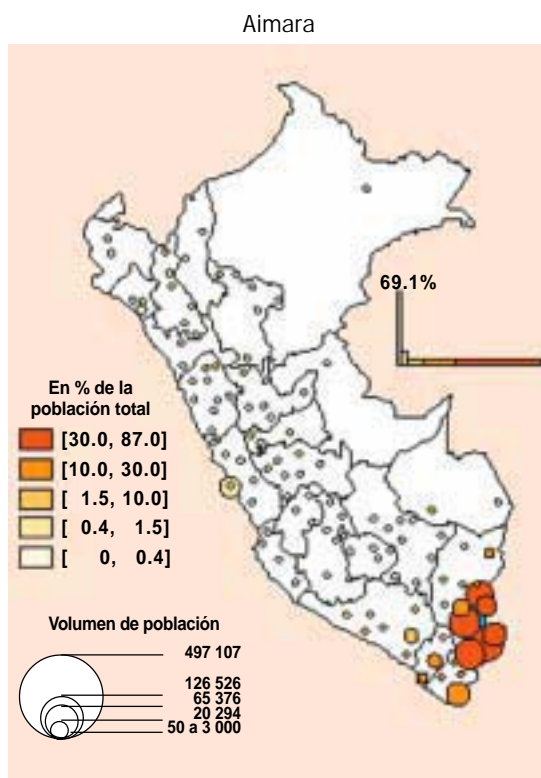 Aimara
69.1%
En % de la
población total
[30.0, 87.0]
[10.0, 30.0]
[ 1.5, 10.0]
[ 0.4, 1.5]
[ 0, 0.4]
Volumen de población
497 107
126 526
65 376
20 294
50 a 3 000